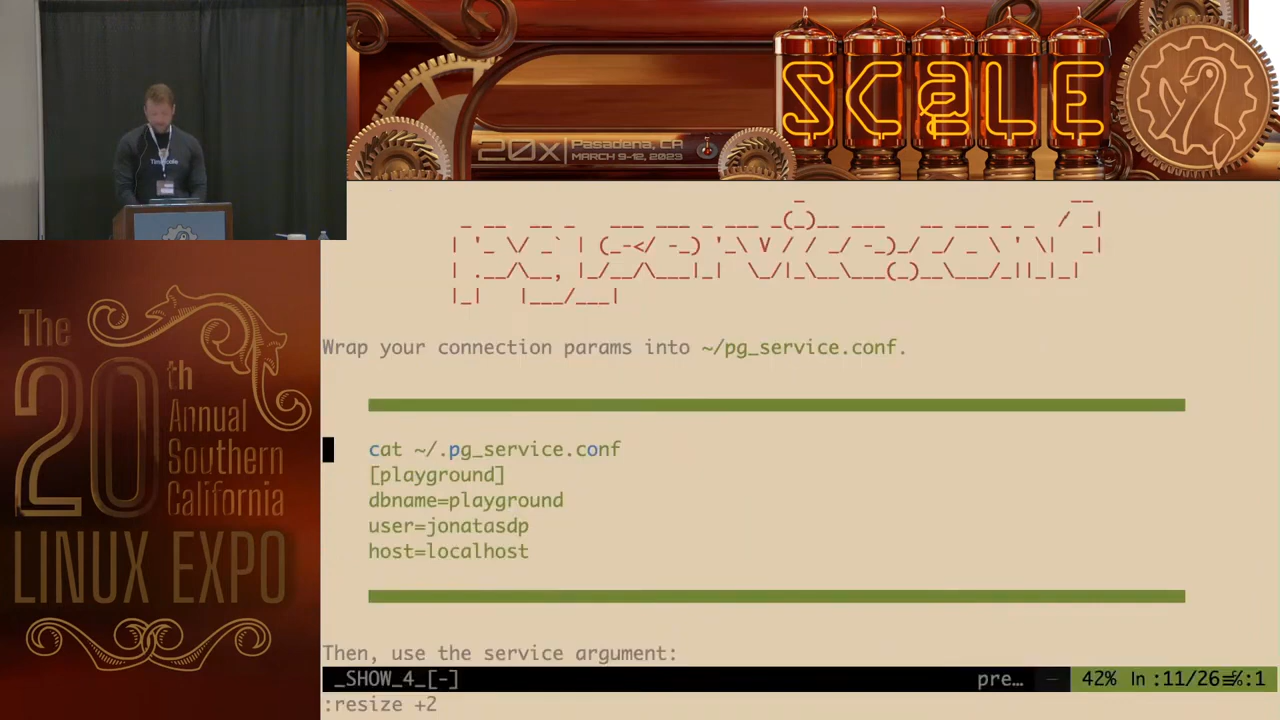 SCaLE
20x
Pasadena, CA
MARCH 9-12, 2023
The
20th
Annual
Southern
California
LINUX EXPO
pg_service.conf
Wrap your connection params into ~/pg_service.conf.
cat ~/.pg_service.conf
[playground]
dbname=playground
user=jonatasdp
host=localhost
Then, use the service argument:
_SHOW_4_[-]
pre…
42% ln :11/26
:1
:resize +2